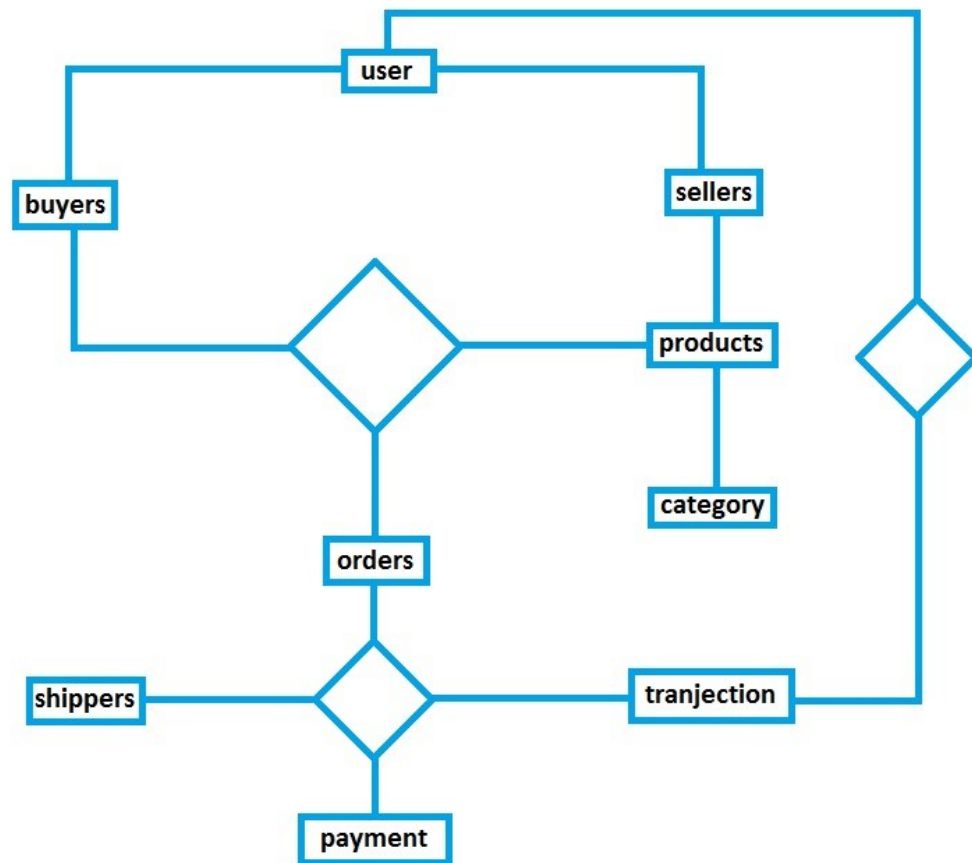 user
buyers
sellers
products
category
orders
shippers
tranjection
payment